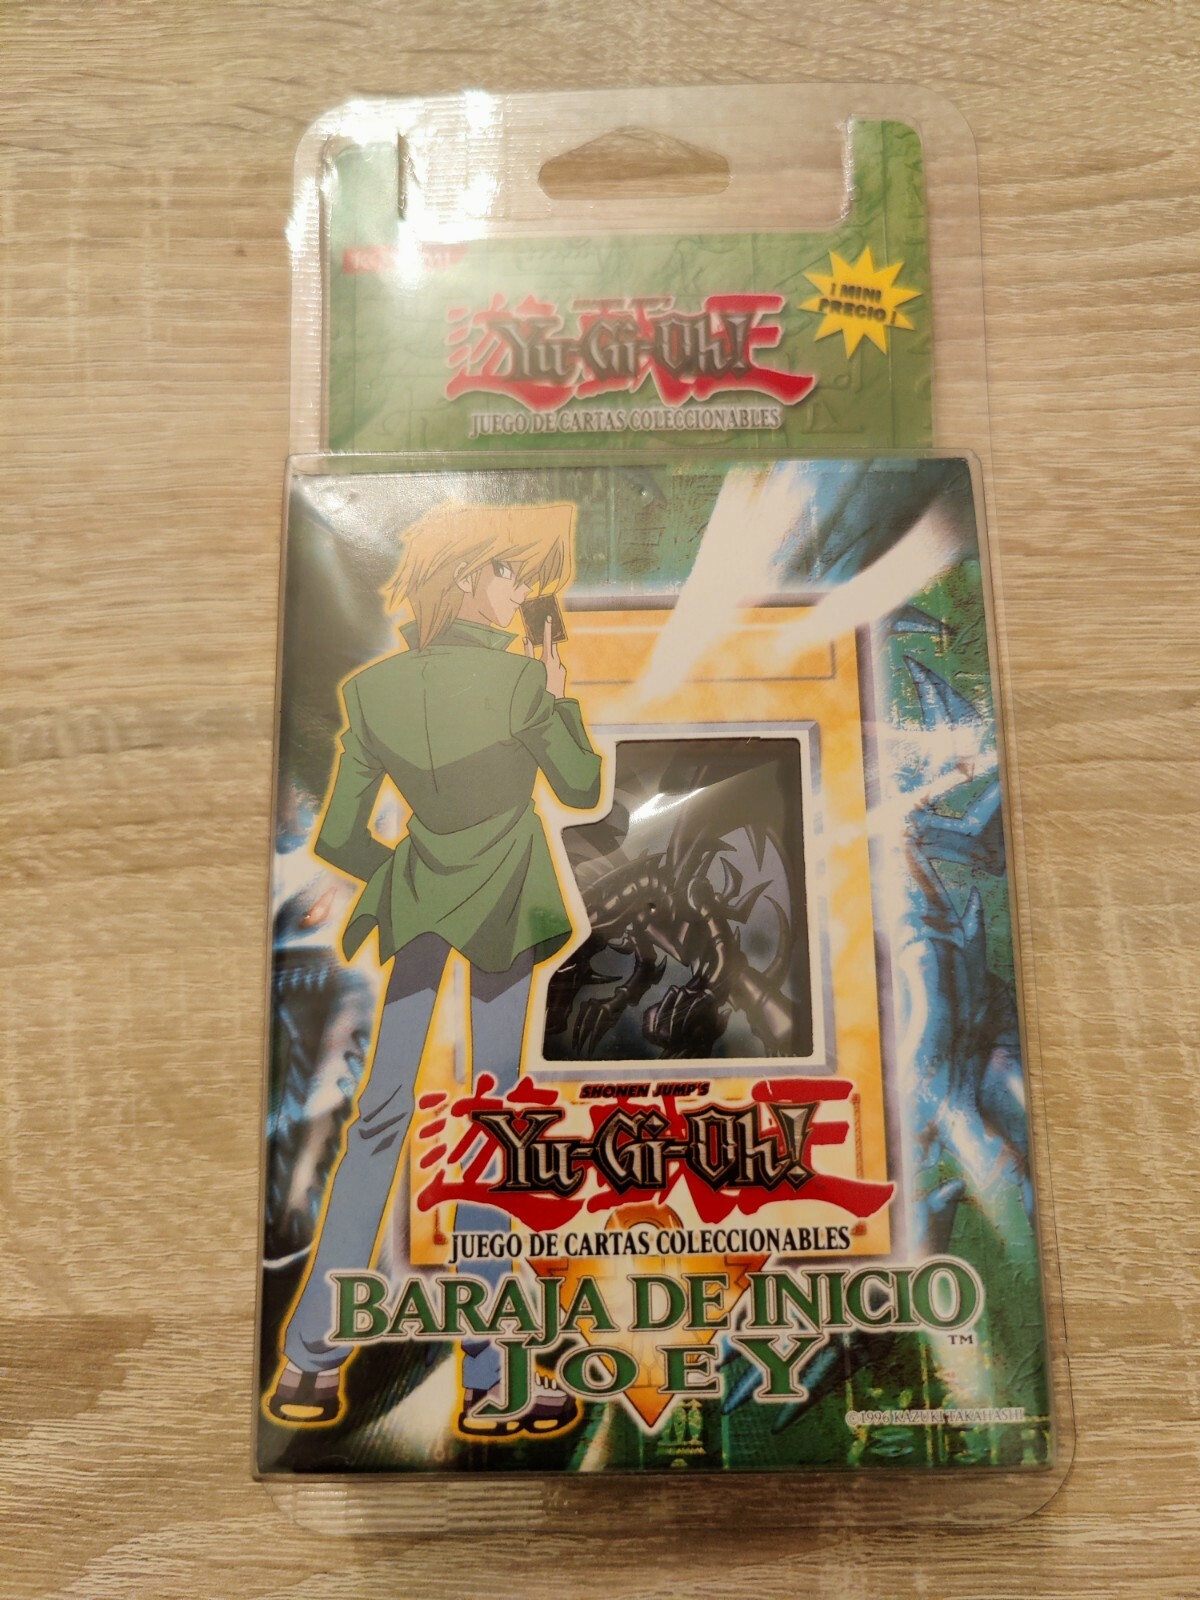 ¡ MINI
PRECIO !
Yu-Gi-Oh!
JUEGO DE CARTAS COLECCIONABLES
SHONEN JUMP'S
Yu-Gi-Oh!
JUEGO DE CARTAS COLECCIONABLES
BARAJA DE INICIO
JOEY ™
©1996 KAZUKI TAKAHASHI